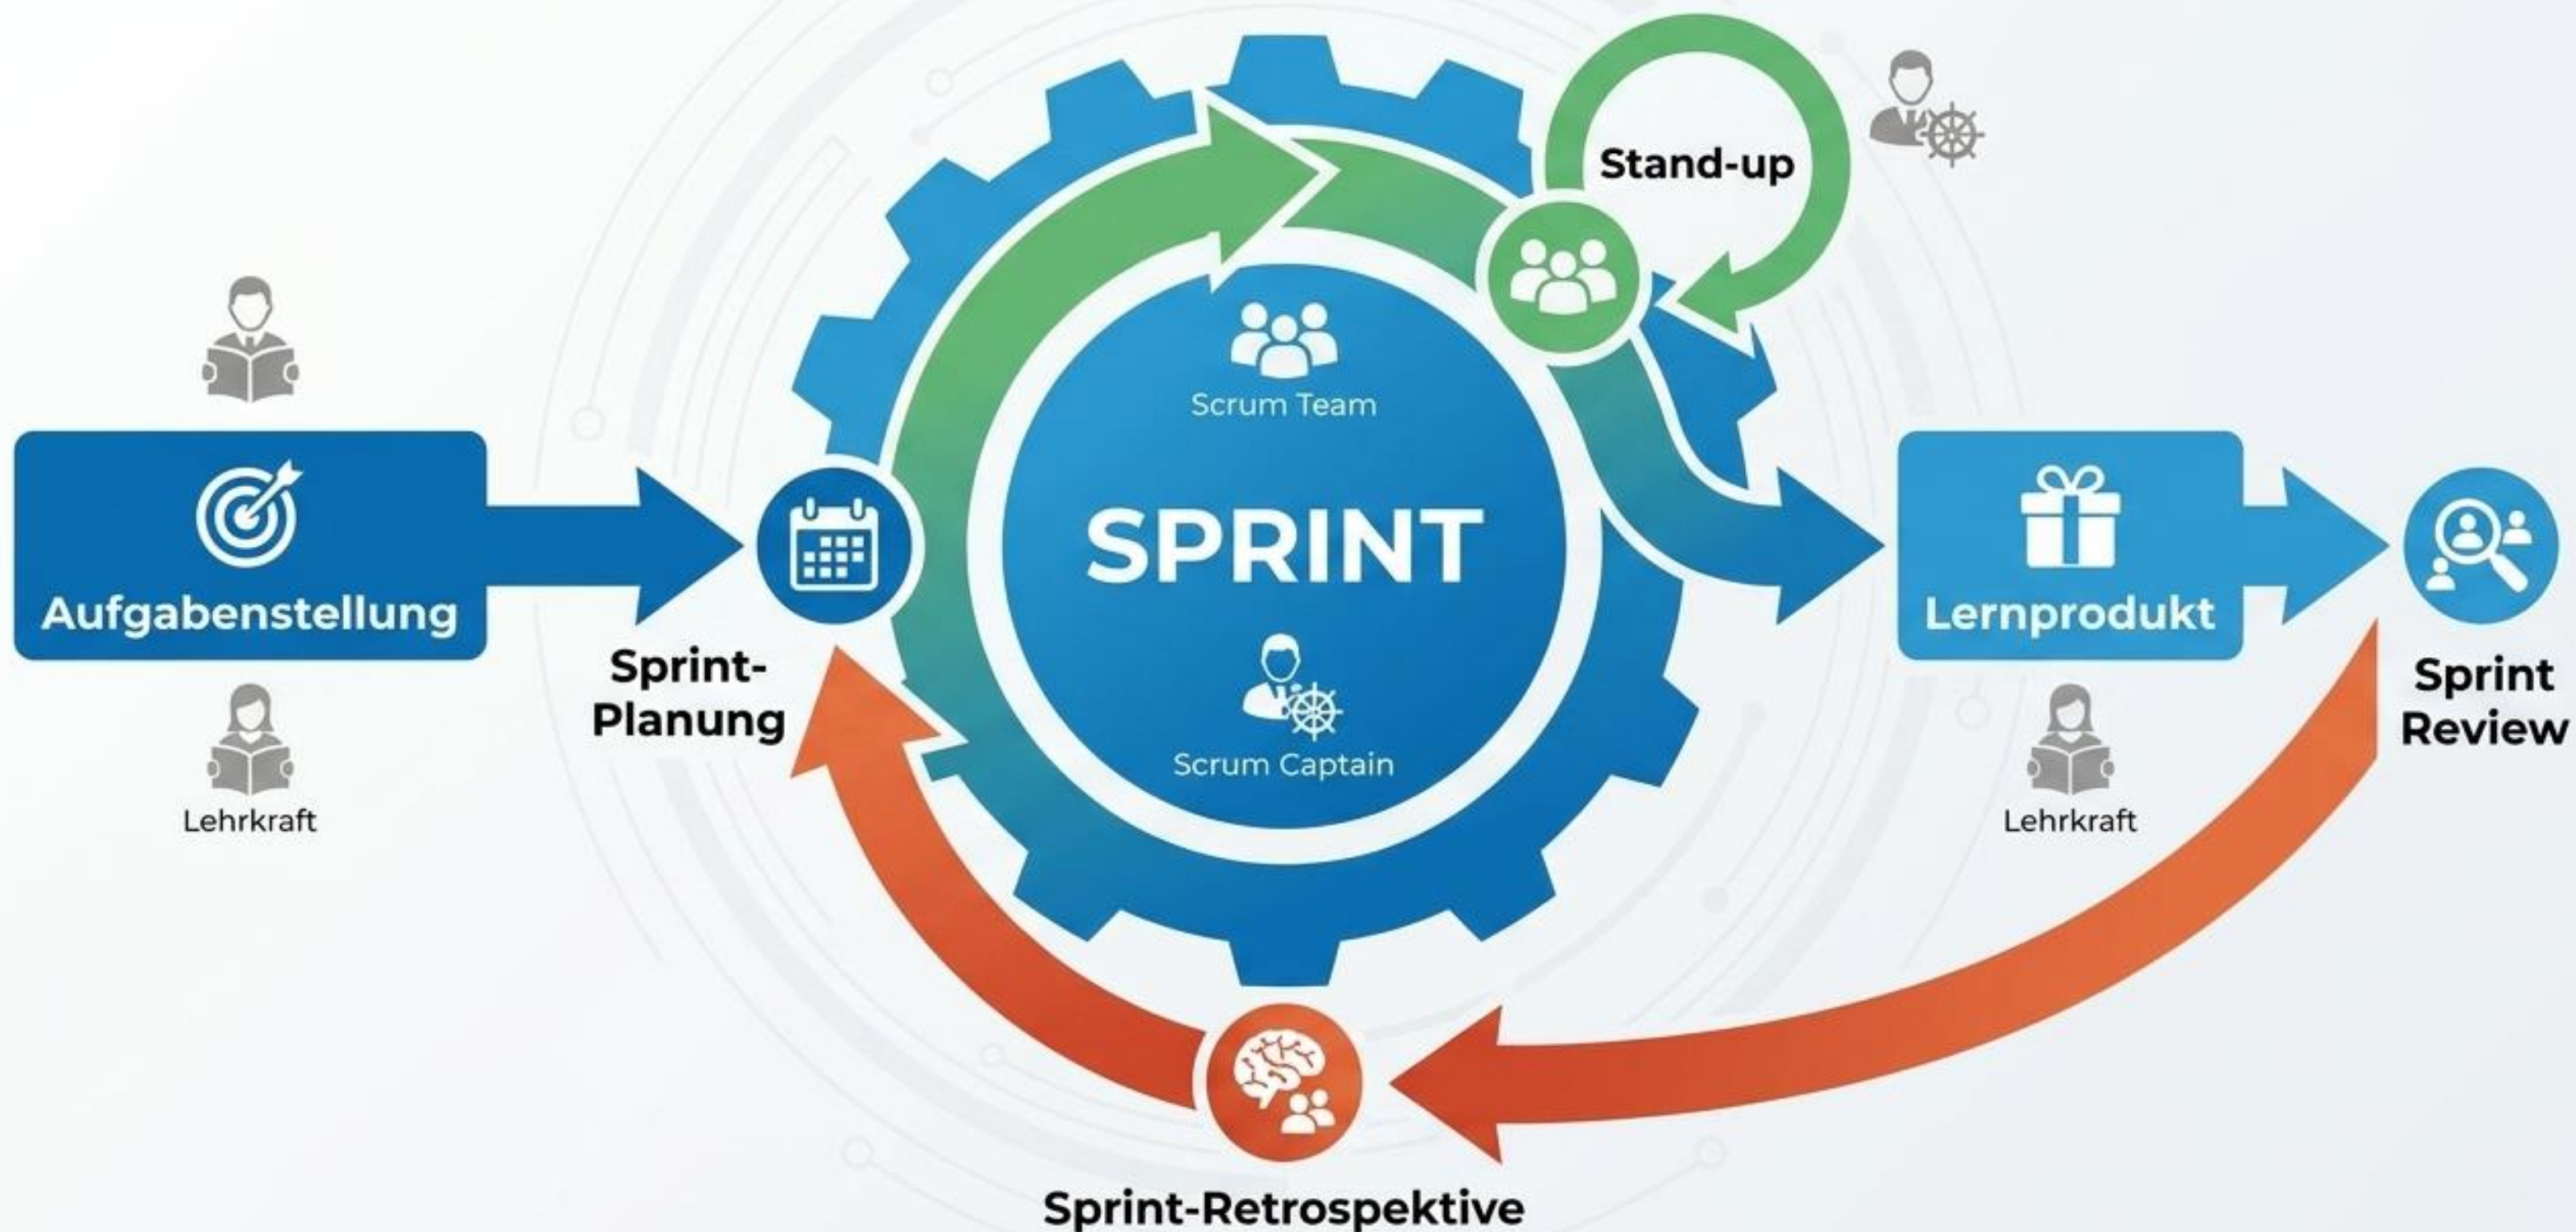 Stand-up
Scrum Team
SPRINT
Scrum Captain
Aufgabenstellung
Lehrkraft
Sprint-
Planung
Lernprodukt
Lehrkraft
Sprint
Review
Sprint-Retrospektive